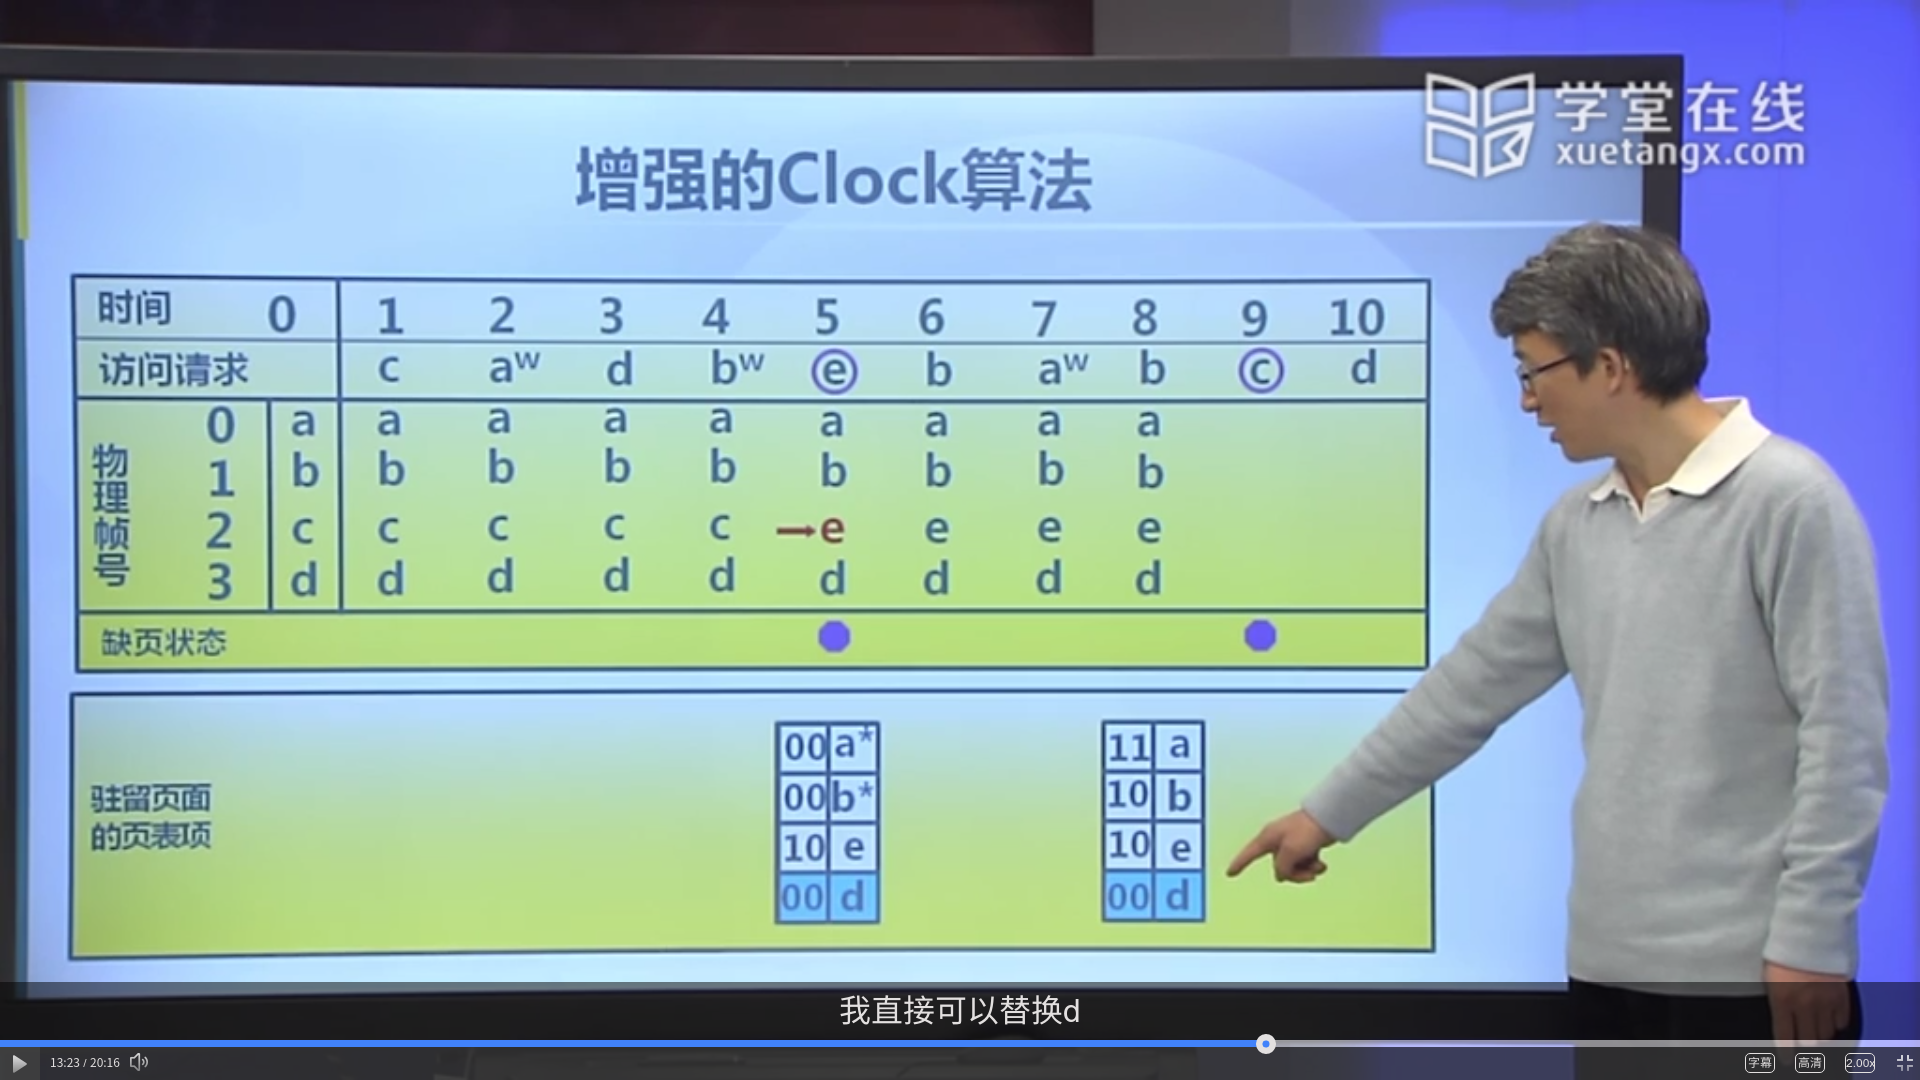 学堂在线
xuetangx.com
增强的Clock算法
时间 0 1 2 3 4 5 6 7 8 9 10
访问请求 c aʷ d bʷ e b aʷ b c d
物理帧号
0 a a a a a a a a a
1 b b b b b b b b b
2 c c c c c →e e e e
3 d d d d d d d d d
缺页状态
驻留页面
的页表项
00 a* 11 a
00 b* 10 b
10 e 10 e
00 d 00 d
我直接可以替换d
13:23 / 20:16 字幕 高清 2.00x